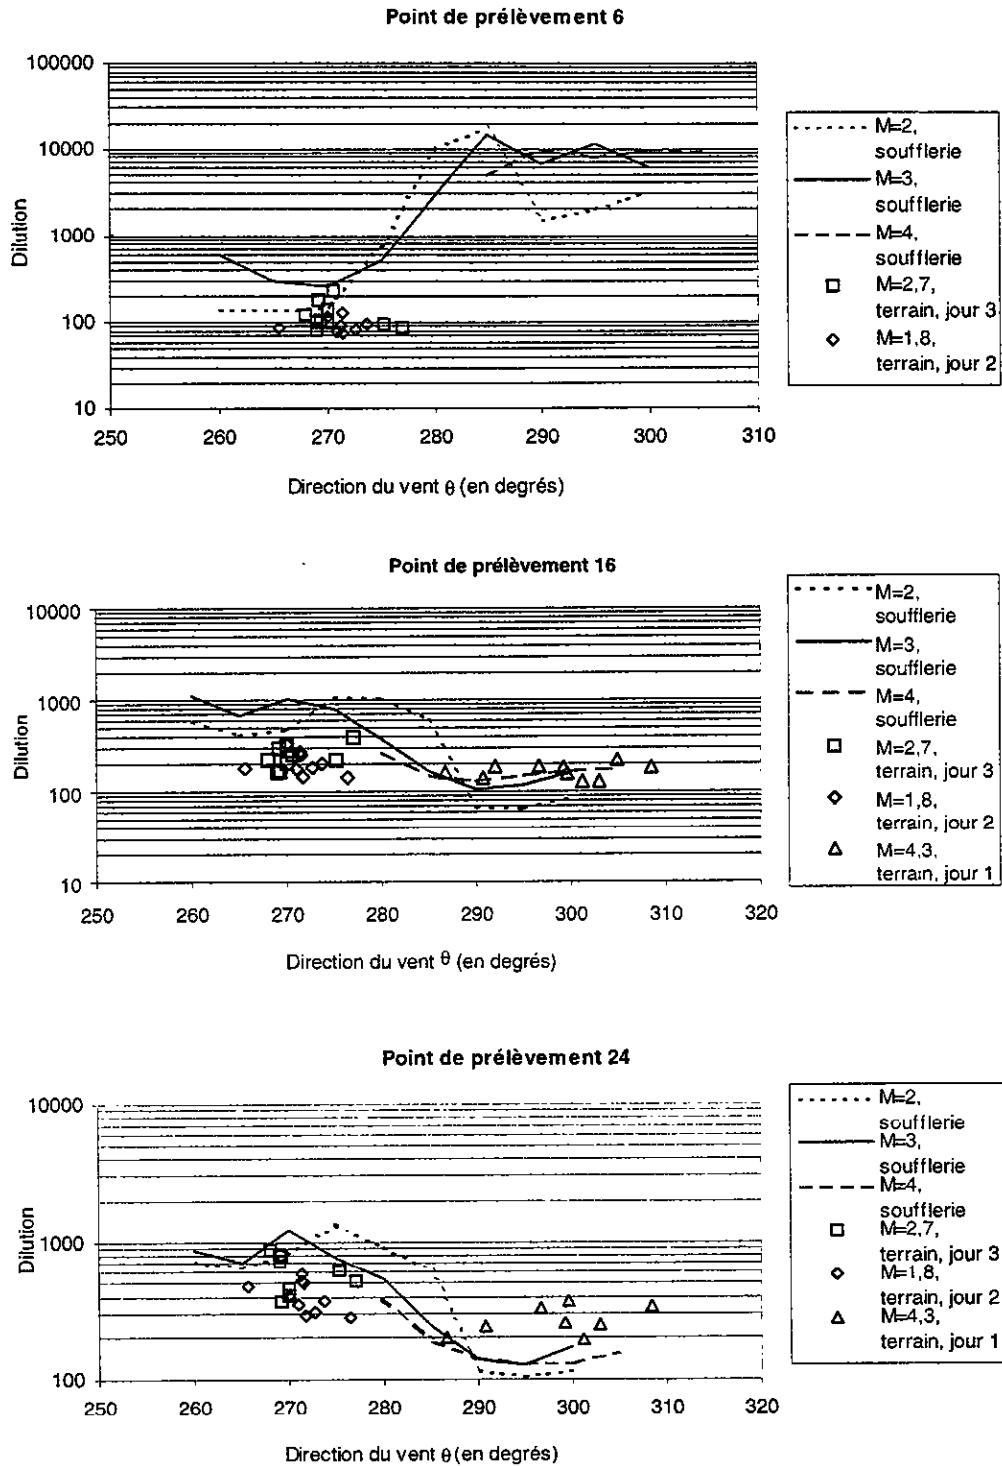 Point de prélèvement 6
100000
10000
1000
100
10
Dilution
250 260 270 280 290 300 310
Direction du vent θ (en degrés)
M=2,
soufflerie
M=3,
soufflerie
M=4,
soufflerie
M=2,7,
terrain, jour 3
M=1,8,
terrain, jour 2
Point de prélèvement 16
10000
1000
100
10
Dilution
250 260 270 280 290 300 310 320
Direction du vent θ (en degrés)
M=2,
soufflerie
M=3,
soufflerie
M=4,
soufflerie
M=2,7,
terrain, jour 3
M=1,8,
terrain, jour 2
M=4,3,
terrain, jour 1
Point de prélèvement 24
10000
1000
100
Dilution
250 260 270 280 290 300 310 320
Direction du vent θ (en degrés)
M=2,
soufflerie
M=3,
soufflerie
M=4,
soufflerie
M=2,7,
terrain, jour 3
M=1,8,
terrain, jour 2
M=4,3,
terrain, jour 1